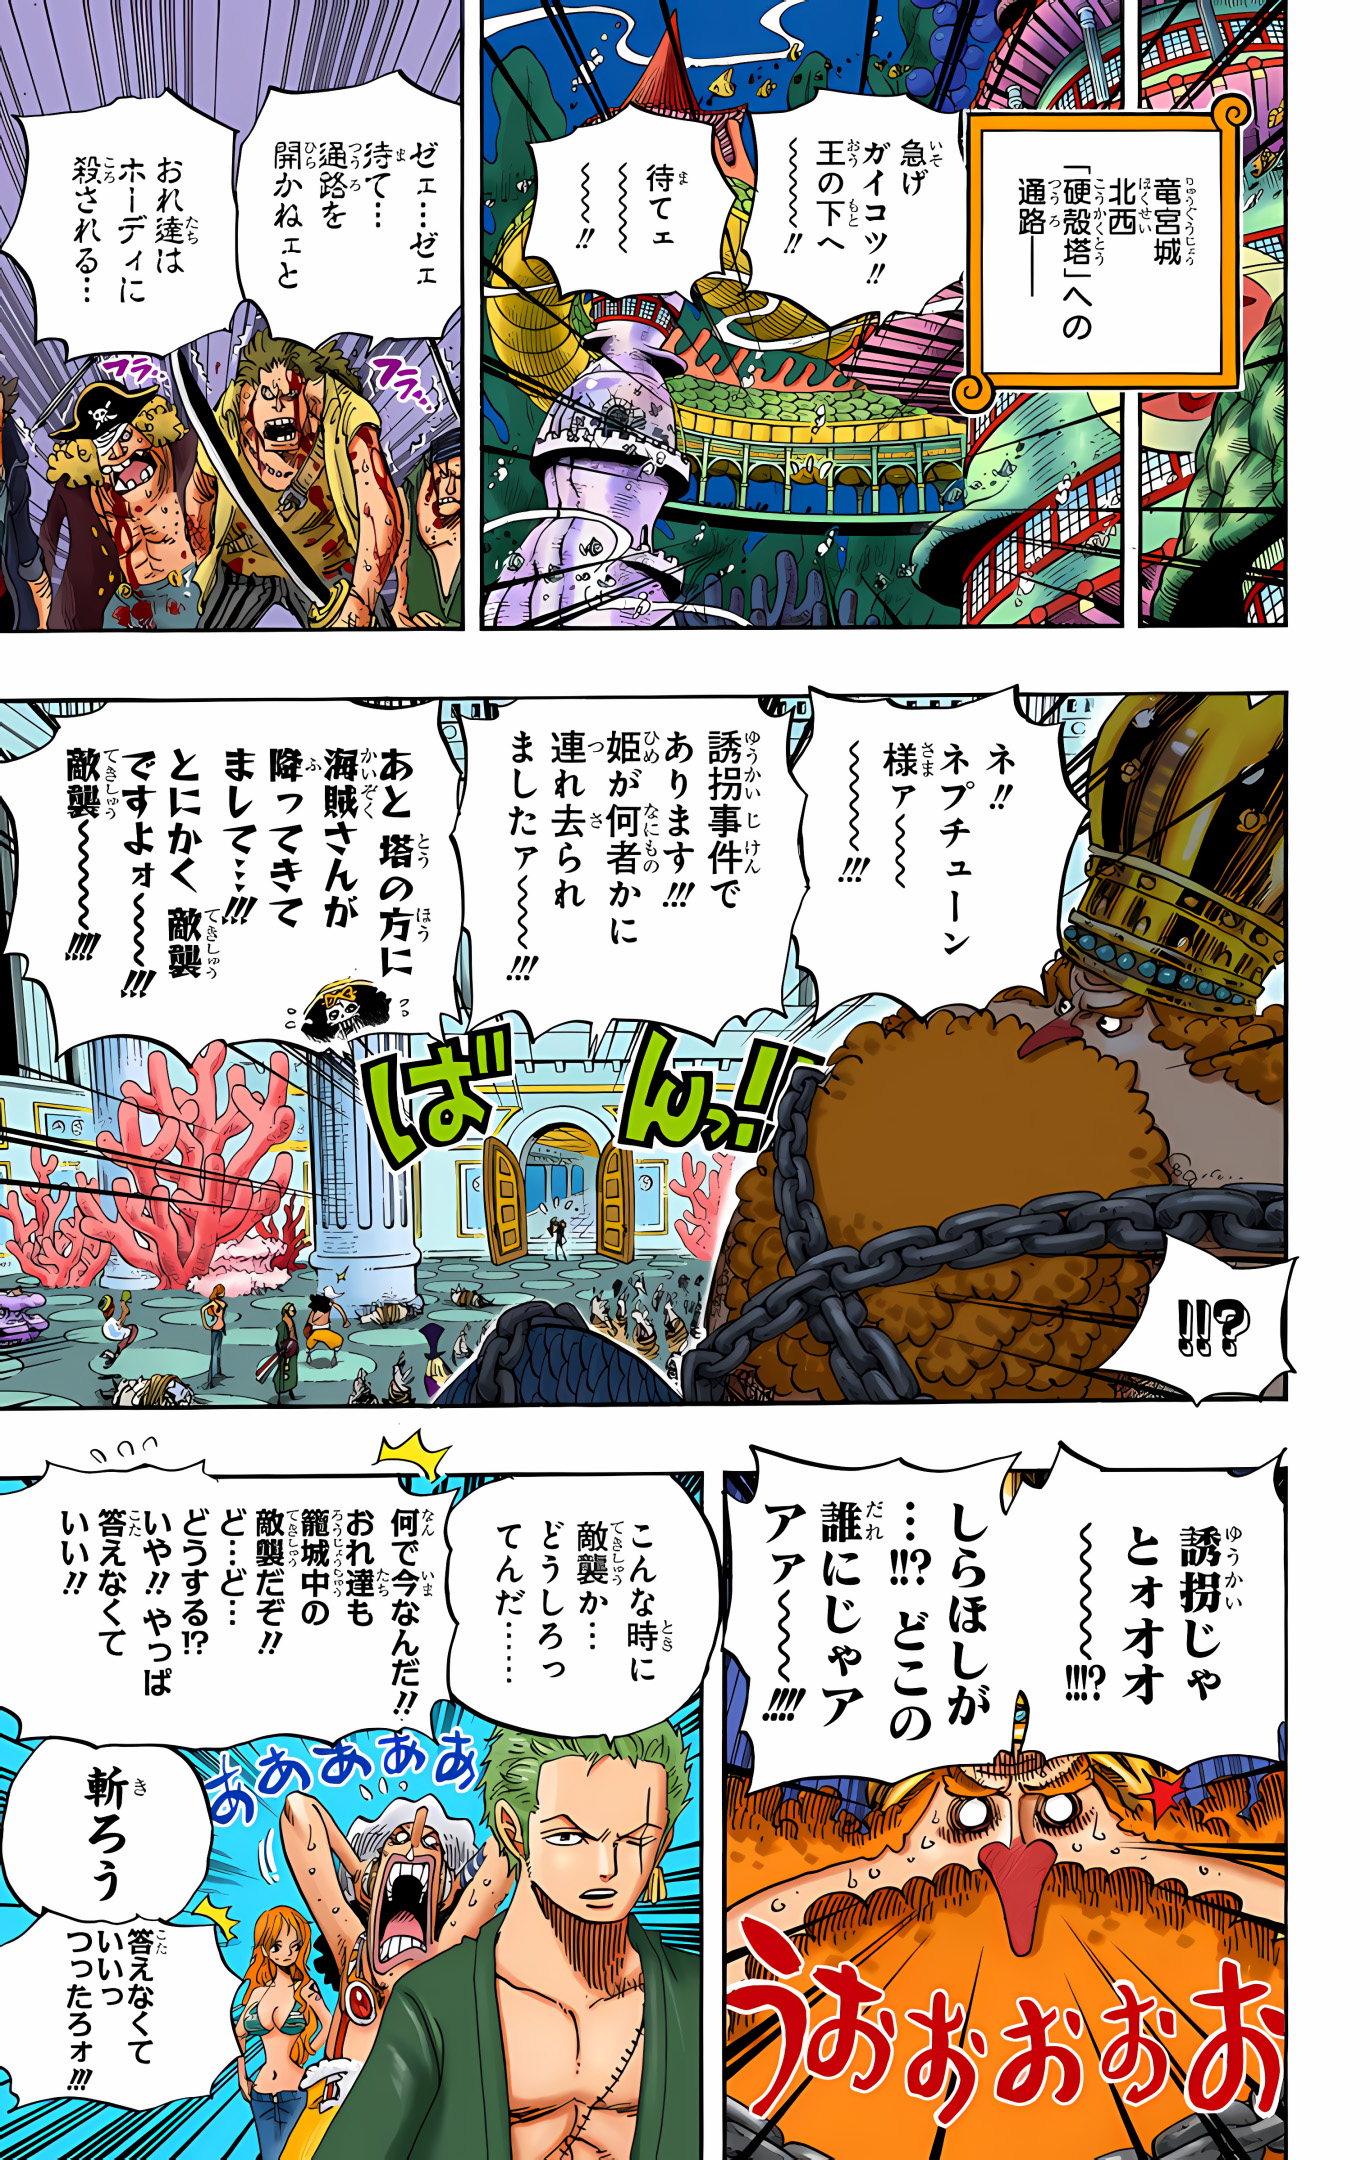 竜宮城
北西
「硬殻塔」への
通路――
急げ
ガイコツ!!
王の下へ
~~~~~!!
待てェ
~~~~
~~~~!!
ゼェ…ゼェ
待て…
通路を
開かねェと
おれ達は
ホーディに
殺される…
フラ…
フラ…
ネ!!
ネプチューン
様ァ~~~
~~~~!!!
誘拐事件で
あります!!!
姫が何者かに
連れ去られ
ましたァ~~~!!!
あと 塔の方に
海賊さんが
降ってきて
まして…!!!
とにかく 敵襲
ですよォ~~~!!!
敵襲~~~~!!!!
ばんっ!!
!!!?
誘拐じゃ
とォオオ
~~~~!!!?
しらほしが
…!!? どこの
誰にじゃァア
アァア~~~!!!!
うおおおおお
こんな時に
敵襲か…
どうしろっ
てんだ……
何で今なんだ!!
おれ達も
籠城中の
敵襲だぞ!!
ど…ど…
どうする!?
いや!! やっぱ
答えなくて
いい!!
ああああああ
斬ろう
答えなくて
いいっ
つったろォ!!!